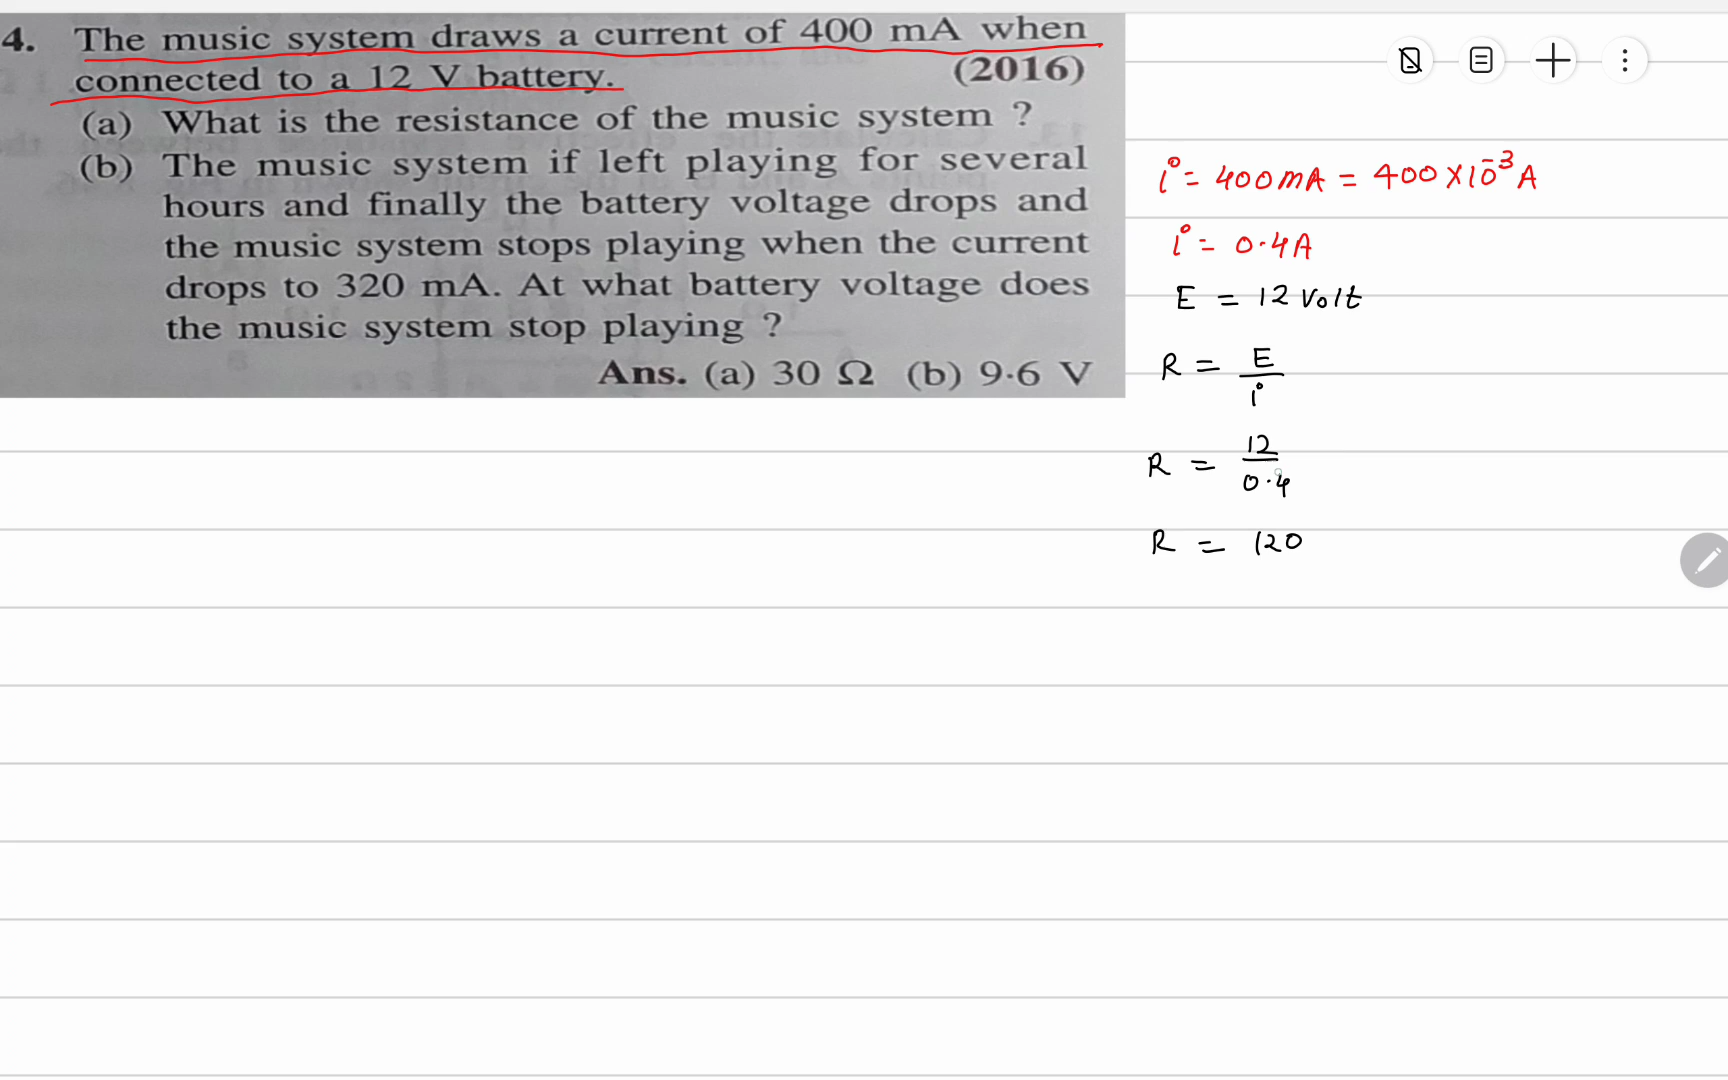 4. The music system draws a current of 400 mA when
connected to a 12 V battery. (2016)
(a) What is the resistance of the music system ?
(b) The music system if left playing for several
hours and finally the battery voltage drops and
the music system stops playing when the current
drops to 320 mA. At what battery voltage does
the music system stop playing ?
Ans. (a) 30 Ω (b) 9·6 V
i = 400mA = 400 x 10⁻³ A
i = 0.4A
E = 12 Volt
R = E/i
R = 12/0.4
R = 120